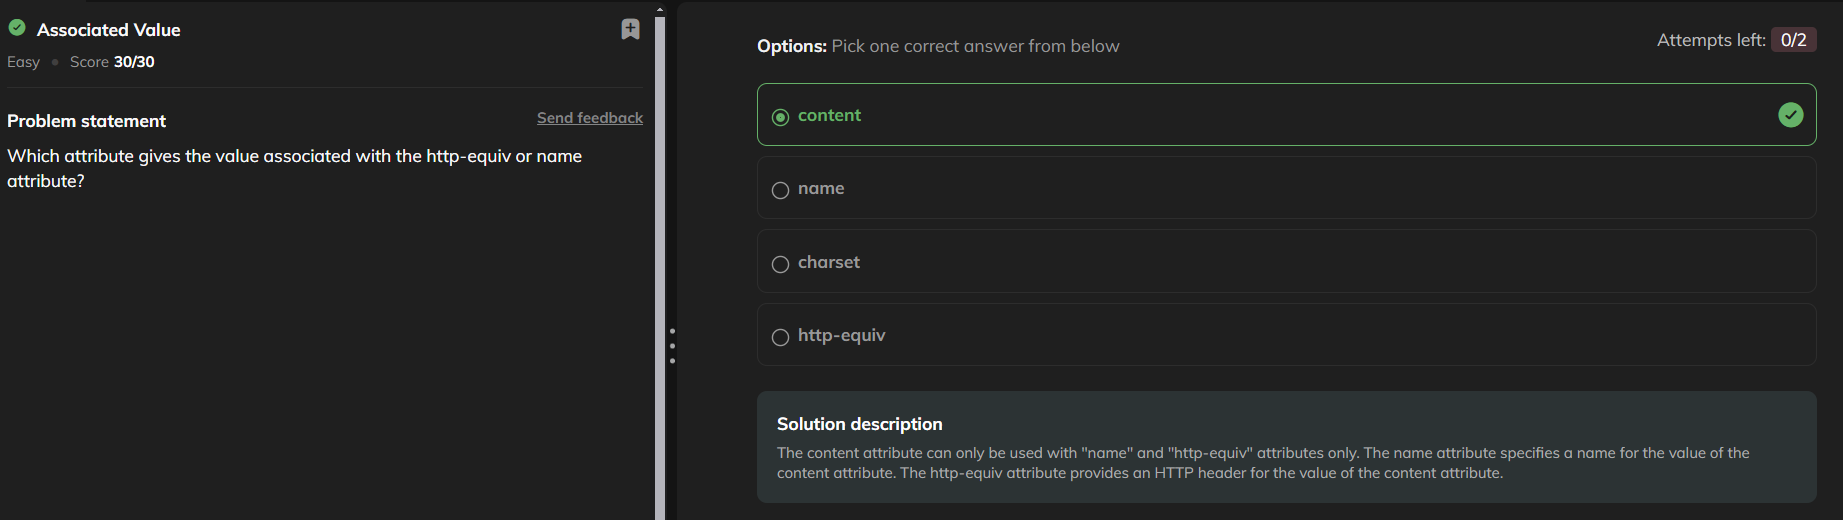 Associated Value
Easy • Score 30/30
Problem statement
Send feedback
Which attribute gives the value associated with the http-equiv or name
attribute?
Options: Pick one correct answer from below
Attempts left: 0/2
content
name
charset
http-equiv
Solution description
The content attribute can only be used with "name" and "http-equiv" attributes only. The name attribute specifies a name for the value of the
content attribute. The http-equiv attribute provides an HTTP header for the value of the content attribute.